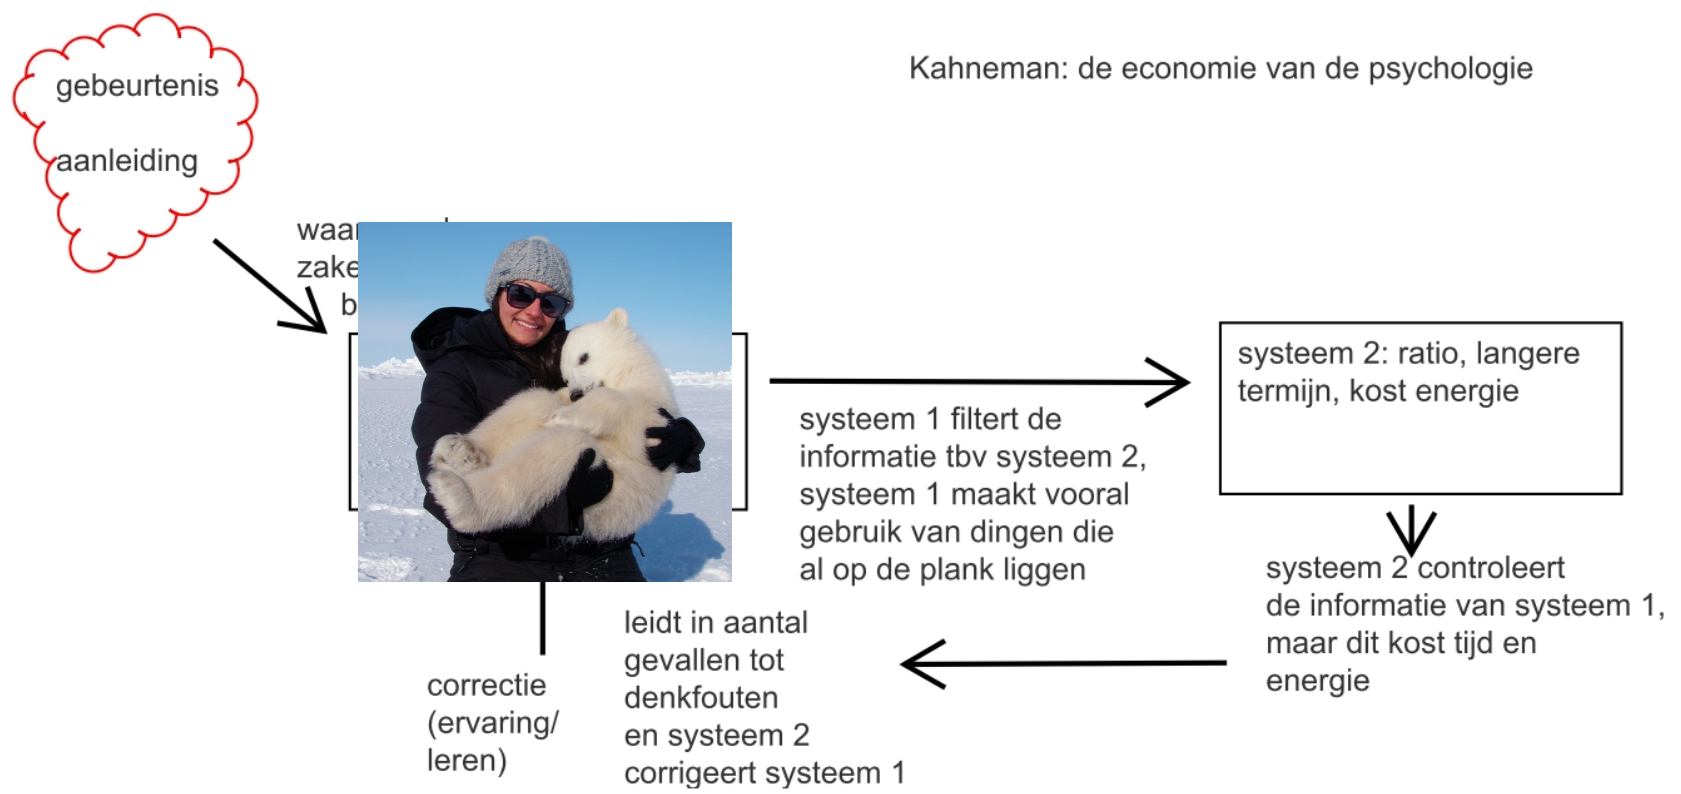 Kahneman: de economie van de psychologie
gebeurtenis
aanleiding
systeem 2: ratio, langere
termijn, kost energie
systeem 1 filtert de
informatie tbv systeem 2,
systeem 1 maakt vooral
gebruik van dingen die
al op de plank liggen
systeem 2 controleert
de informatie van systeem 1,
maar dit kost tijd en
energie
leidt in aantal
gevallen tot
denkfouten
en systeem 2
corrigeert systeem 1
correctie
(ervaring/
leren)